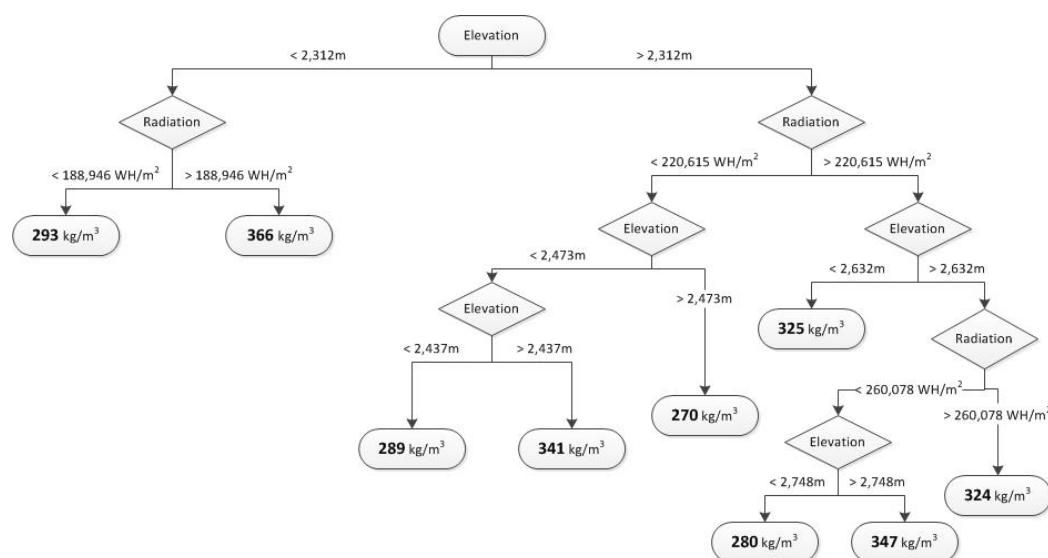 Elevation
< 2,312m
> 2,312m
Radiation
Radiation
< 188,946 WH/m²
> 188,946 WH/m²
< 220,615 WH/m²
> 220,615 WH/m²
293 kg/m³
366 kg/m³
Elevation
Elevation
< 2,473m
< 2,632m
> 2,632m
Elevation
> 2,473m
325 kg/m³
Radiation
< 2,437m
> 2,437m
< 260,078 WH/m²
270 kg/m³
> 260,078 WH/m²
289 kg/m³
341 kg/m³
Elevation
< 2,748m
> 2,748m
324 kg/m³
280 kg/m³
347 kg/m³